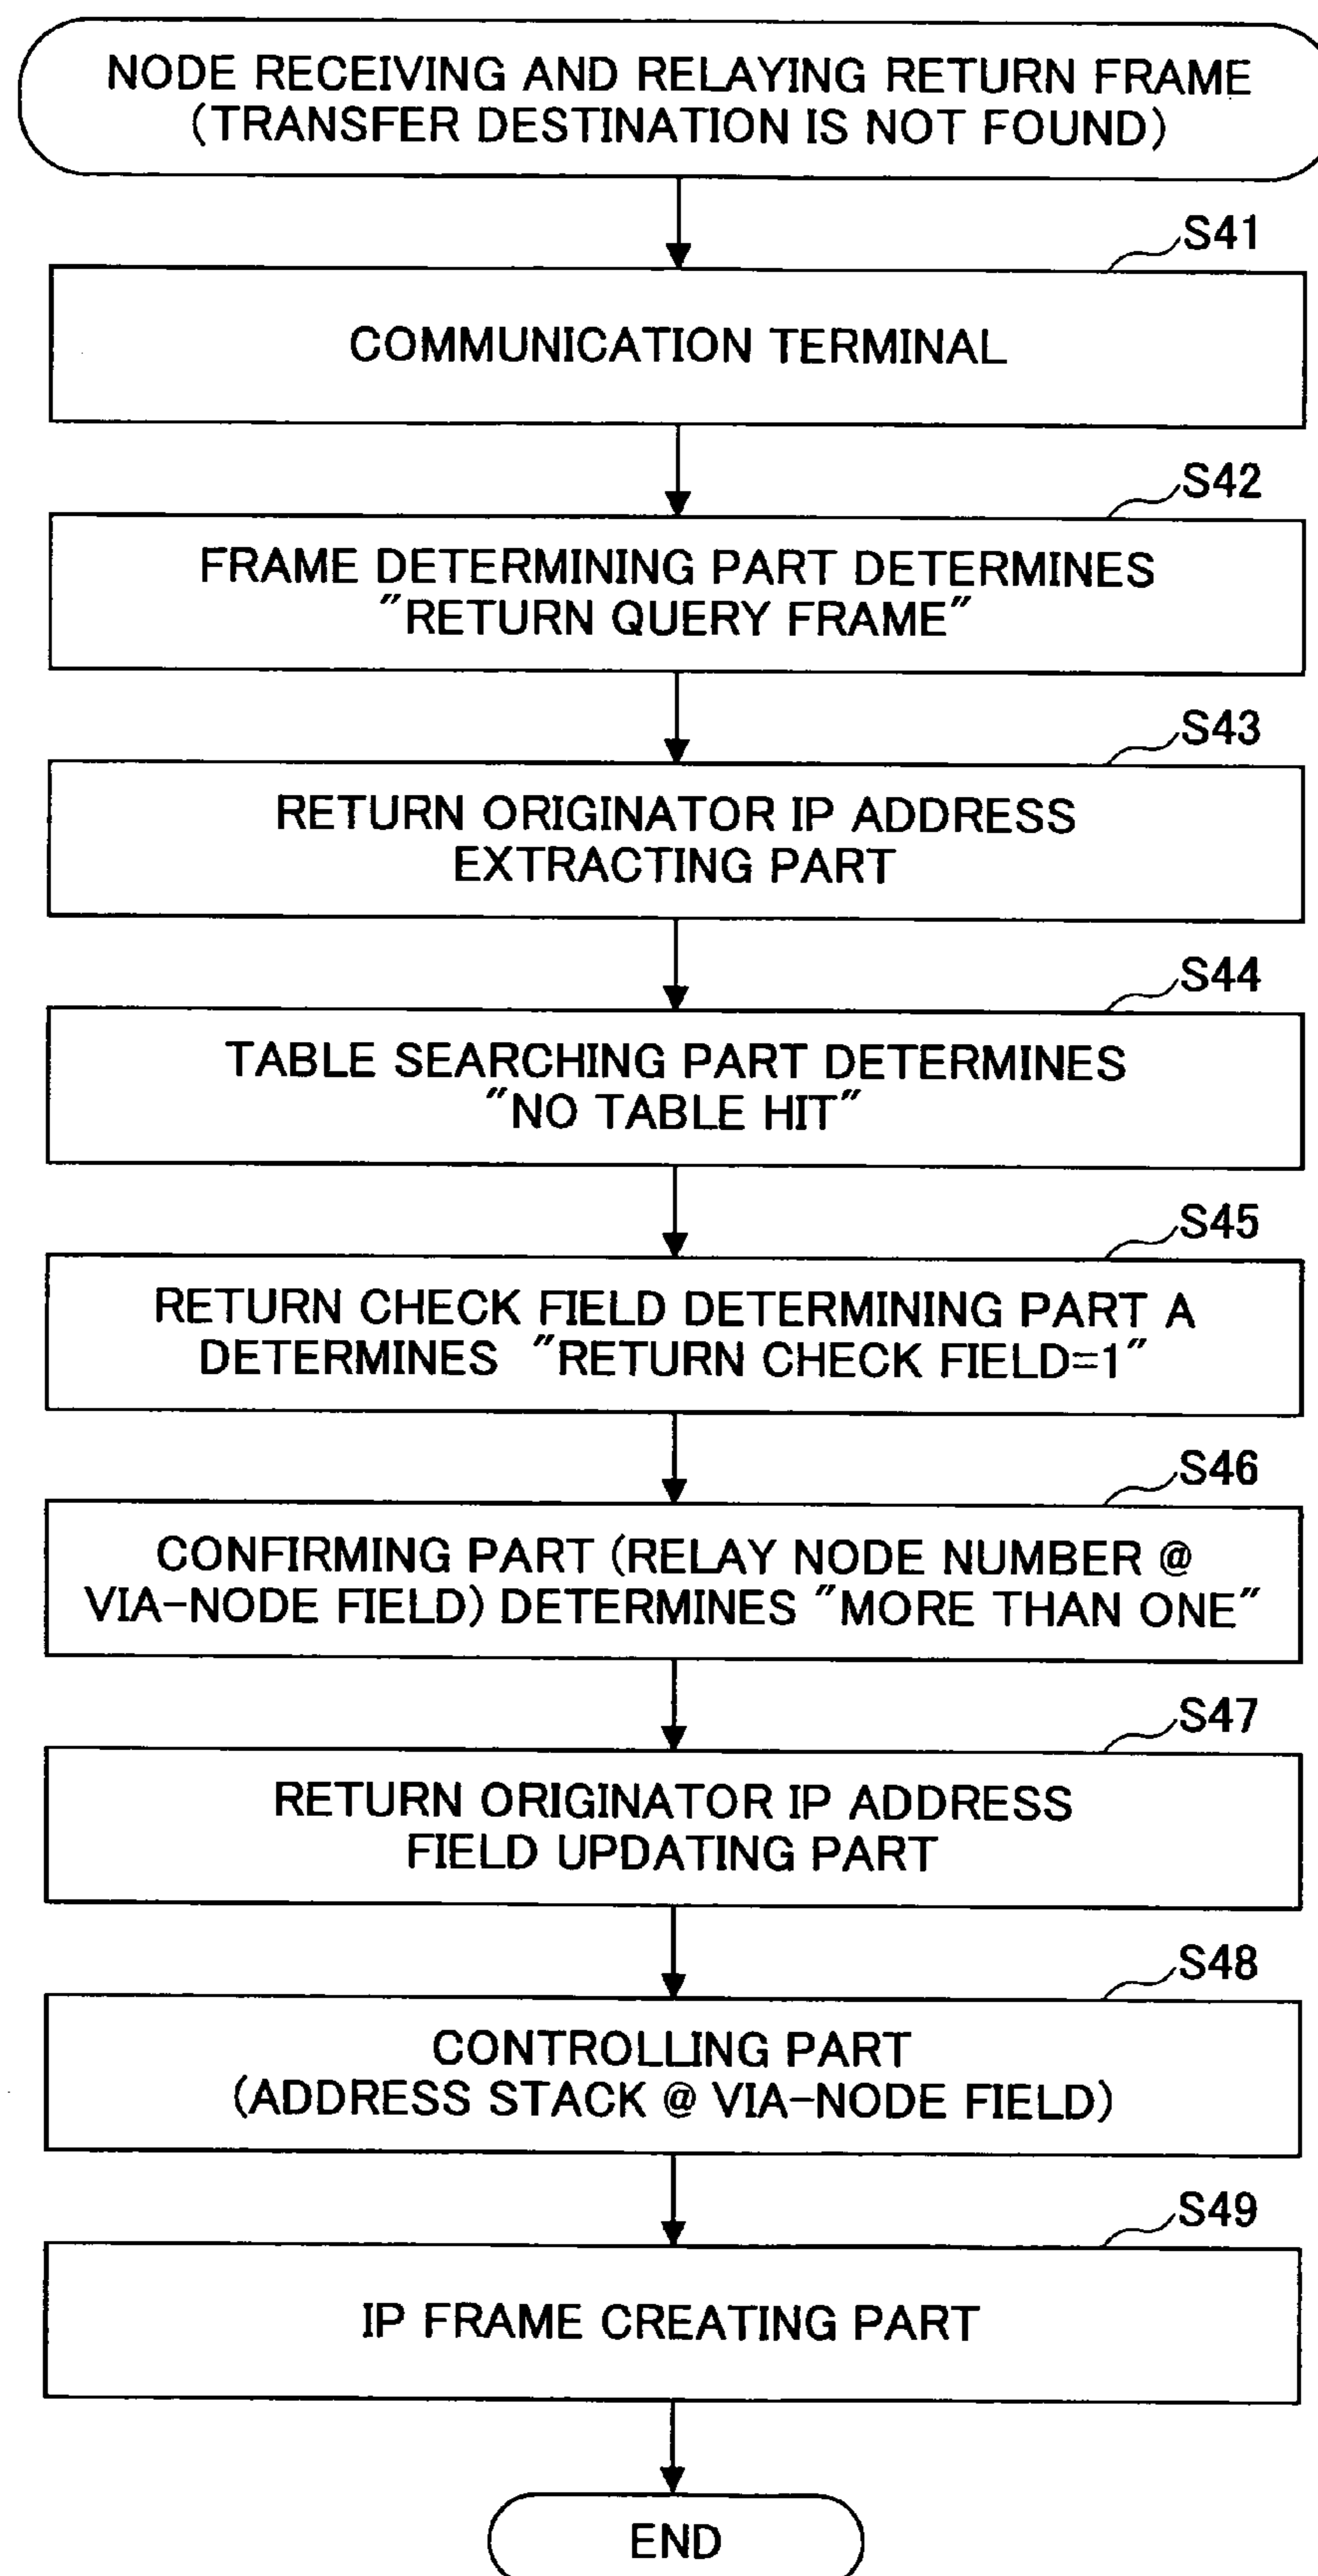 NODE RECEIVING AND RELAYING RETURN FRAME
(TRANSFER DESTINATION IS NOT FOUND)
S41
COMMUNICATION TERMINAL
S42
FRAME DETERMINING PART DETERMINES
"RETURN QUERY FRAME"
S43
RETURN ORIGINATOR IP ADDRESS
EXTRACTING PART
S44
TABLE SEARCHING PART DETERMINES
"NO TABLE HIT"
S45
RETURN CHECK FIELD DETERMINING PART A
DETERMINES "RETURN CHECK FIELD=1"
S46
CONFIRMING PART (RELAY NODE NUMBER @
VIA-NODE FIELD) DETERMINES "MORE THAN ONE"
S47
RETURN ORIGINATOR IP ADDRESS
FIELD UPDATING PART
S48
CONTROLLING PART
(ADDRESS STACK @ VIA-NODE FIELD)
S49
IP FRAME CREATING PART
END